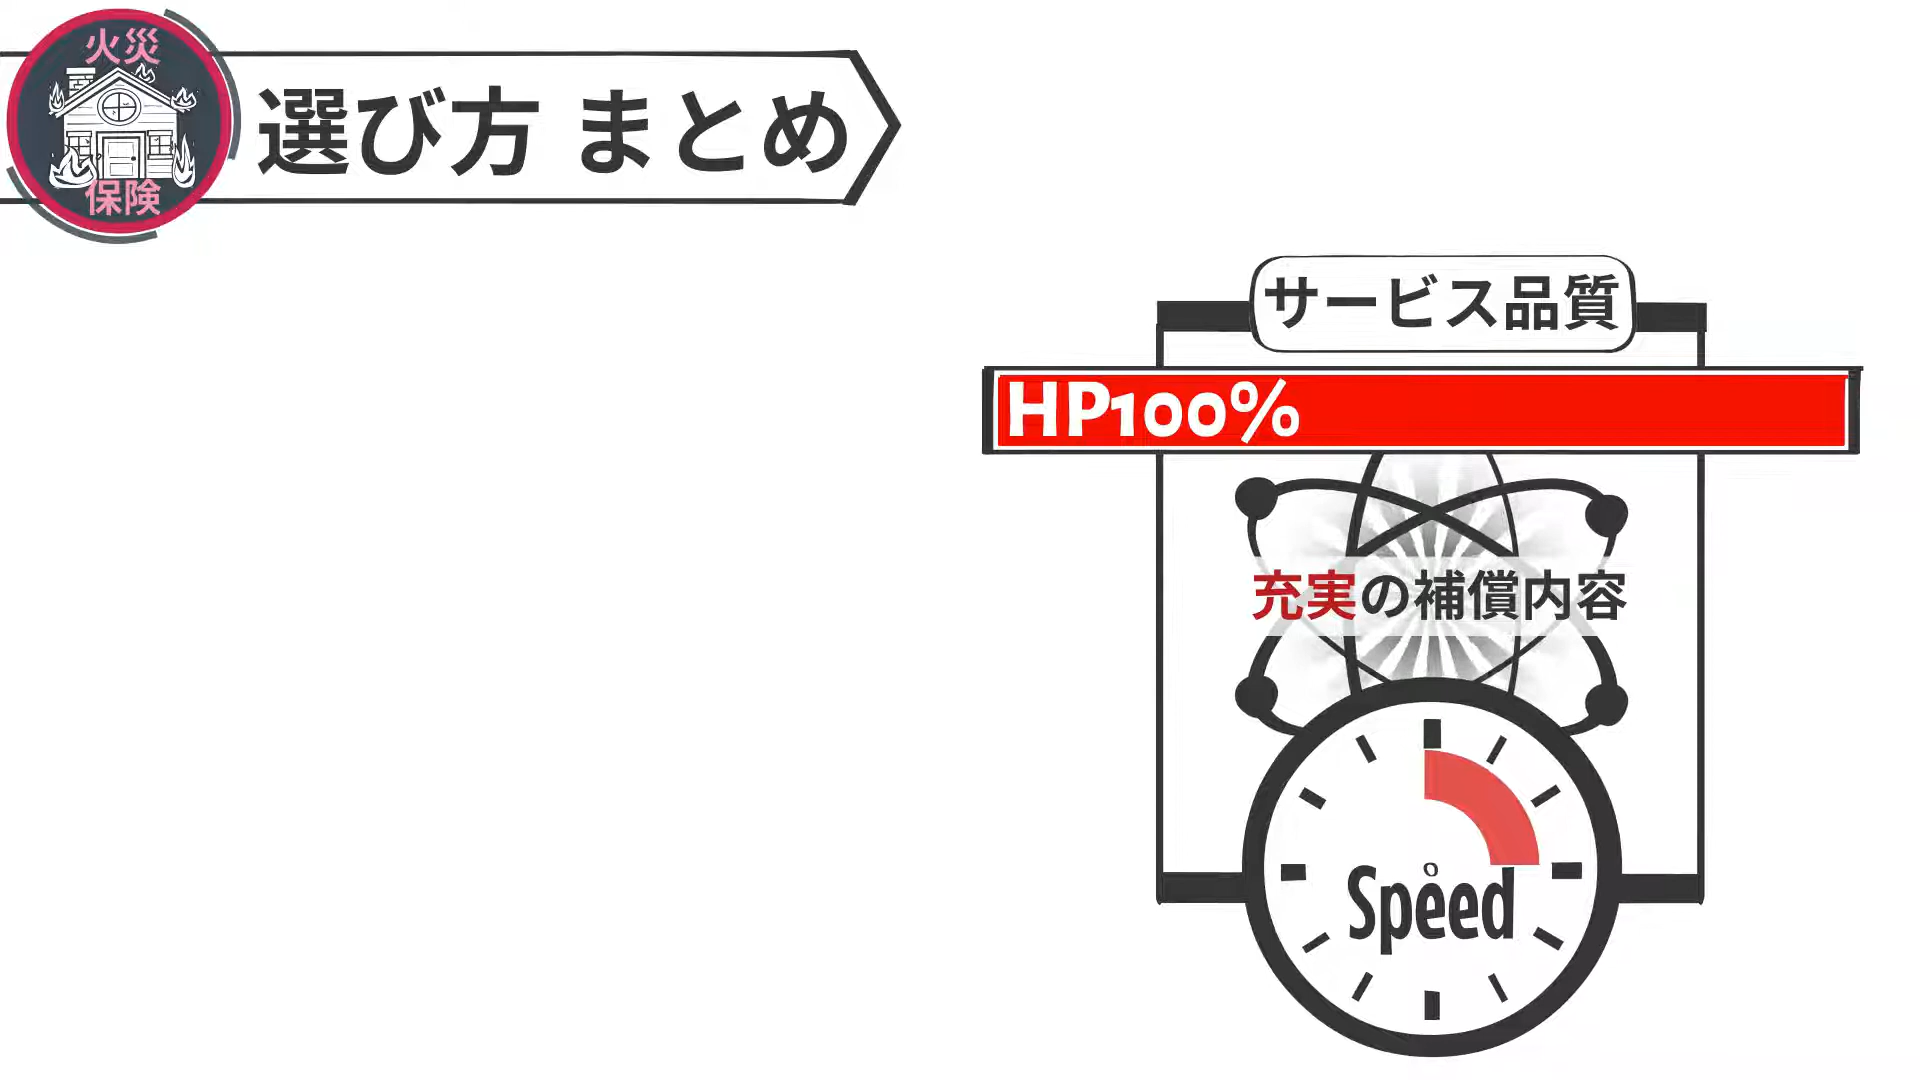 火災
保険
選び方 まとめ
サービス品質
HP100%
充実の補償内容
Speed